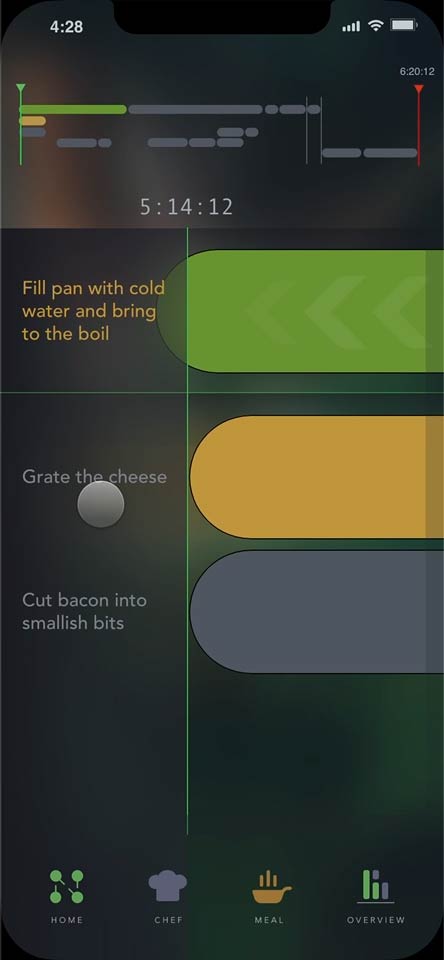 4:28
6:20:12
5:14:12
Fill pan with cold
water and bring
to the boil
Grate the cheese
Cut bacon into
smallish bits
HOME CHEF MEAL OVERVIEW